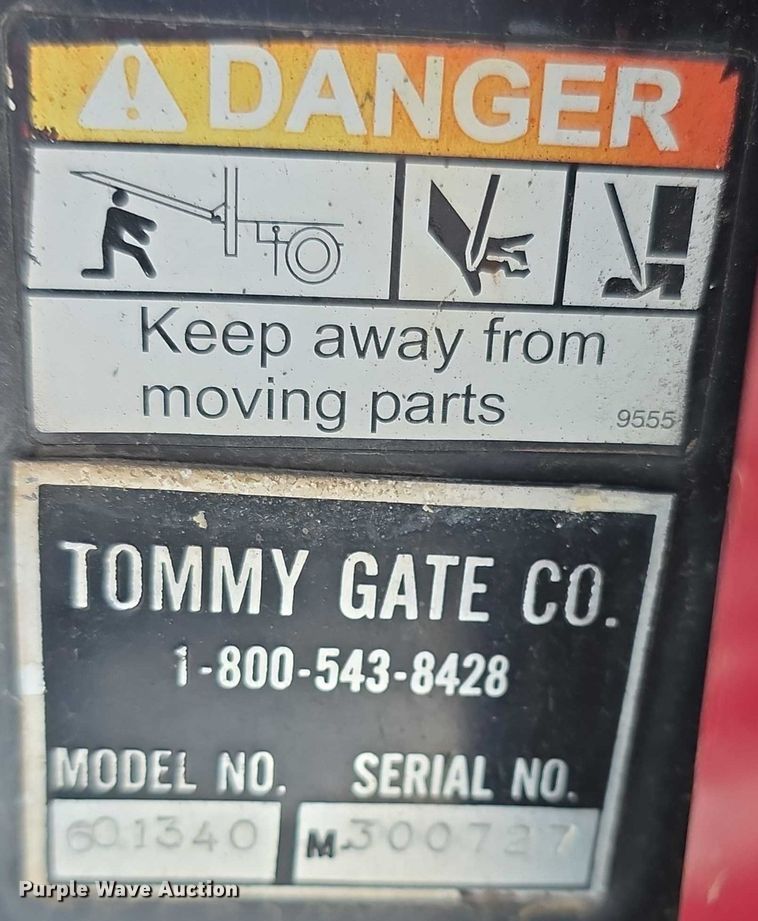 DANGER
Keep away from
moving parts
9555
TOMMY GATE CO.
1-800-543-8428
MODEL NO. SERIAL NO.
601340 M-300727
Purple Wave Auction